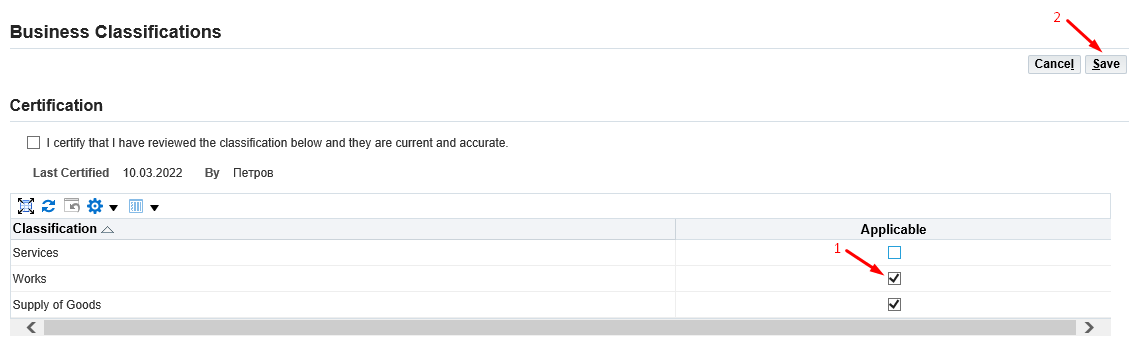 2
Business Classifications
Cancel Save
Certification
I certify that I have reviewed the classification below and they are current and accurate.
Last Certified 10.03.2022 By Петров
Classification Applicable
Services
1
Works
Supply of Goods